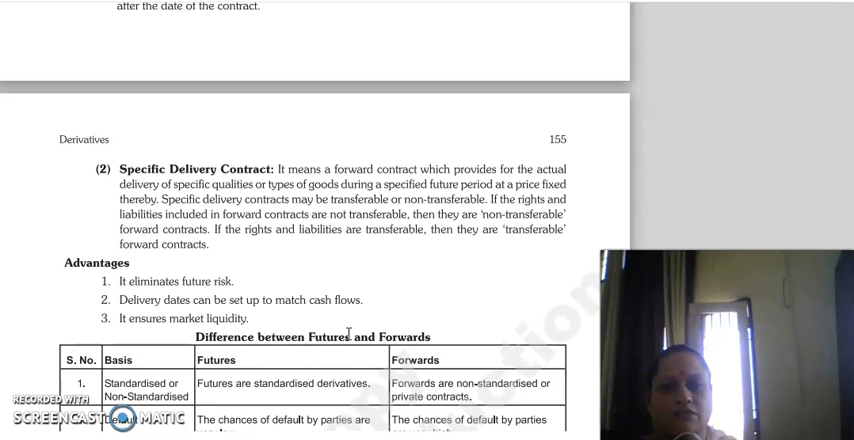 after the date of the contract.
Derivatives 155
(2) Specific Delivery Contract: It means a forward contract which provides for the actual
delivery of specific qualities or types of goods during a specified future period at a price fixed
thereby. Specific delivery contracts may be transferable or non-transferable. If the rights and
liabilities included in forward contracts are not transferable, then they are ‘non-transferable’
forward contracts. If the rights and liabilities are transferable, then they are ‘transferable’
forward contracts.
Advantages
1. It eliminates future risk.
2. Delivery dates can be set up to match cash flows.
3. It ensures market liquidity.
Difference between Futures and Forwards
S. No. Basis Futures Forwards
1. Standardised or Futures are standardised derivatives. Forwards are non-standardised or
Non-Standardised private contracts.
The chances of default by parties are The chances of default by parties
RECORDED WITH
SCREENCAST MATIC